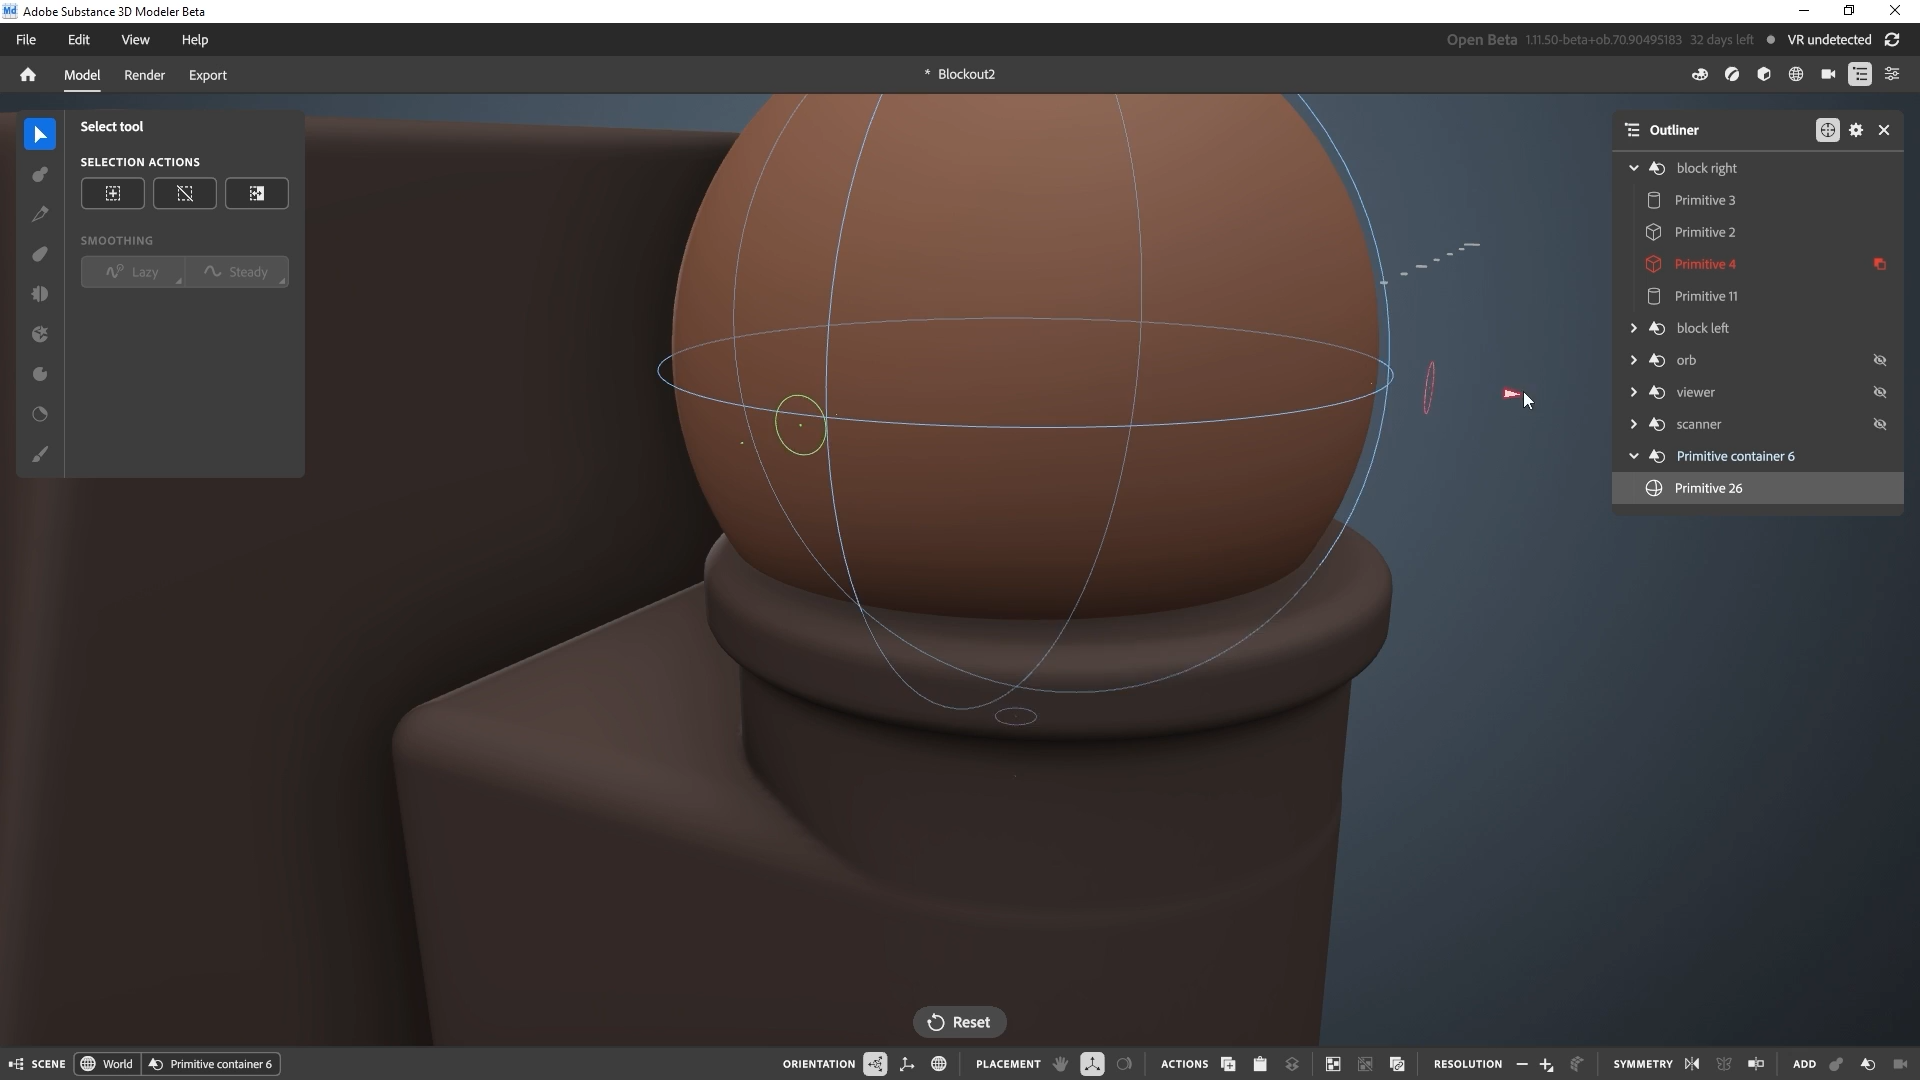 Md Adobe Substance 3D Modeler Beta
File Edit View Help
Open Beta 1.11.50-beta+ob.70.90495183 32 days left VR undetected
Model Render Export
* Blockout2
Select tool
SELECTION ACTIONS
SMOOTHING
Lazy Steady
Outliner
block right
Primitive 3
Primitive 2
Primitive 4
Primitive 11
block left
orb
viewer
scanner
Primitive container 6
Primitive 26
Reset
SCENE World Primitive container 6 ORIENTATION PLACEMENT ACTIONS RESOLUTION SYMMETRY ADD